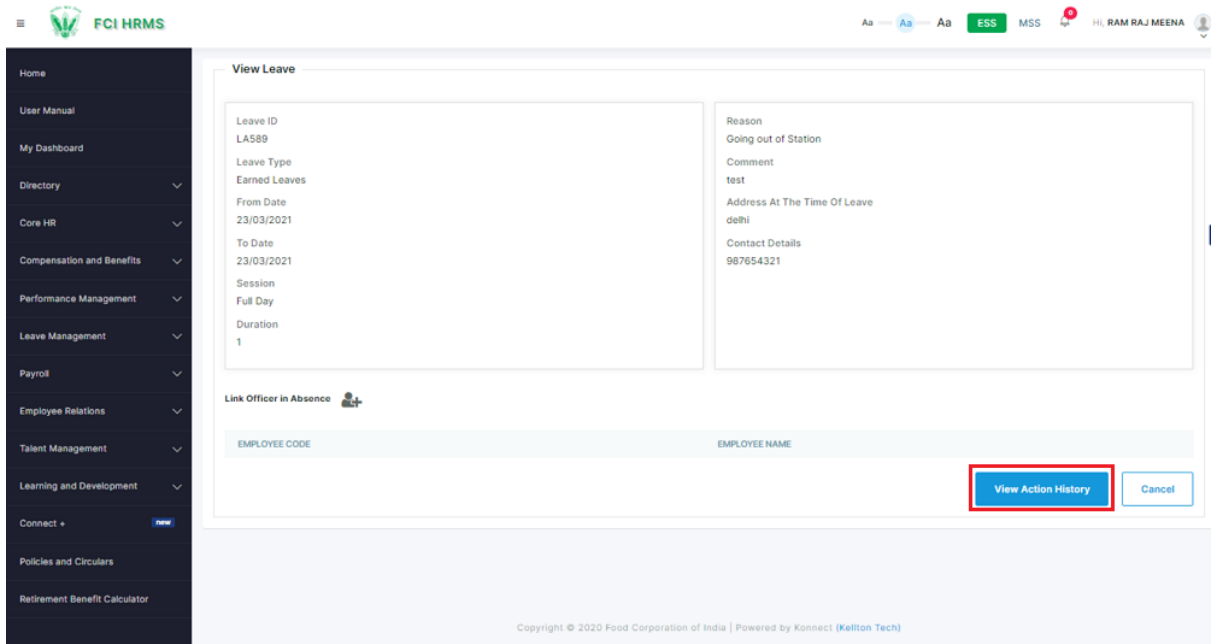 FCI HRMS
Aa Aa Aa ESS MSS 0 Hi, RAM RAJ MEENA
Home
User Manual
My Dashboard
Directory
Core HR
Compensation and Benefits
Performance Management
Leave Management
Payroll
Employee Relations
Talent Management
Learning and Development
Connect + new
Policies and Circulars
Retirement Benefit Calculator
View Leave
Leave ID
LA589
Leave Type
Earned Leaves
From Date
23/03/2021
To Date
23/03/2021
Session
Full Day
Duration
1
Reason
Going out of Station
Comment
test
Address At The Time Of Leave
delhi
Contact Details
987654321
Link Officer in Absence
EMPLOYEE CODE EMPLOYEE NAME
View Action History Cancel
Copyright © 2020 Food Corporation of India | Powered by Konnect (Kellton Tech)